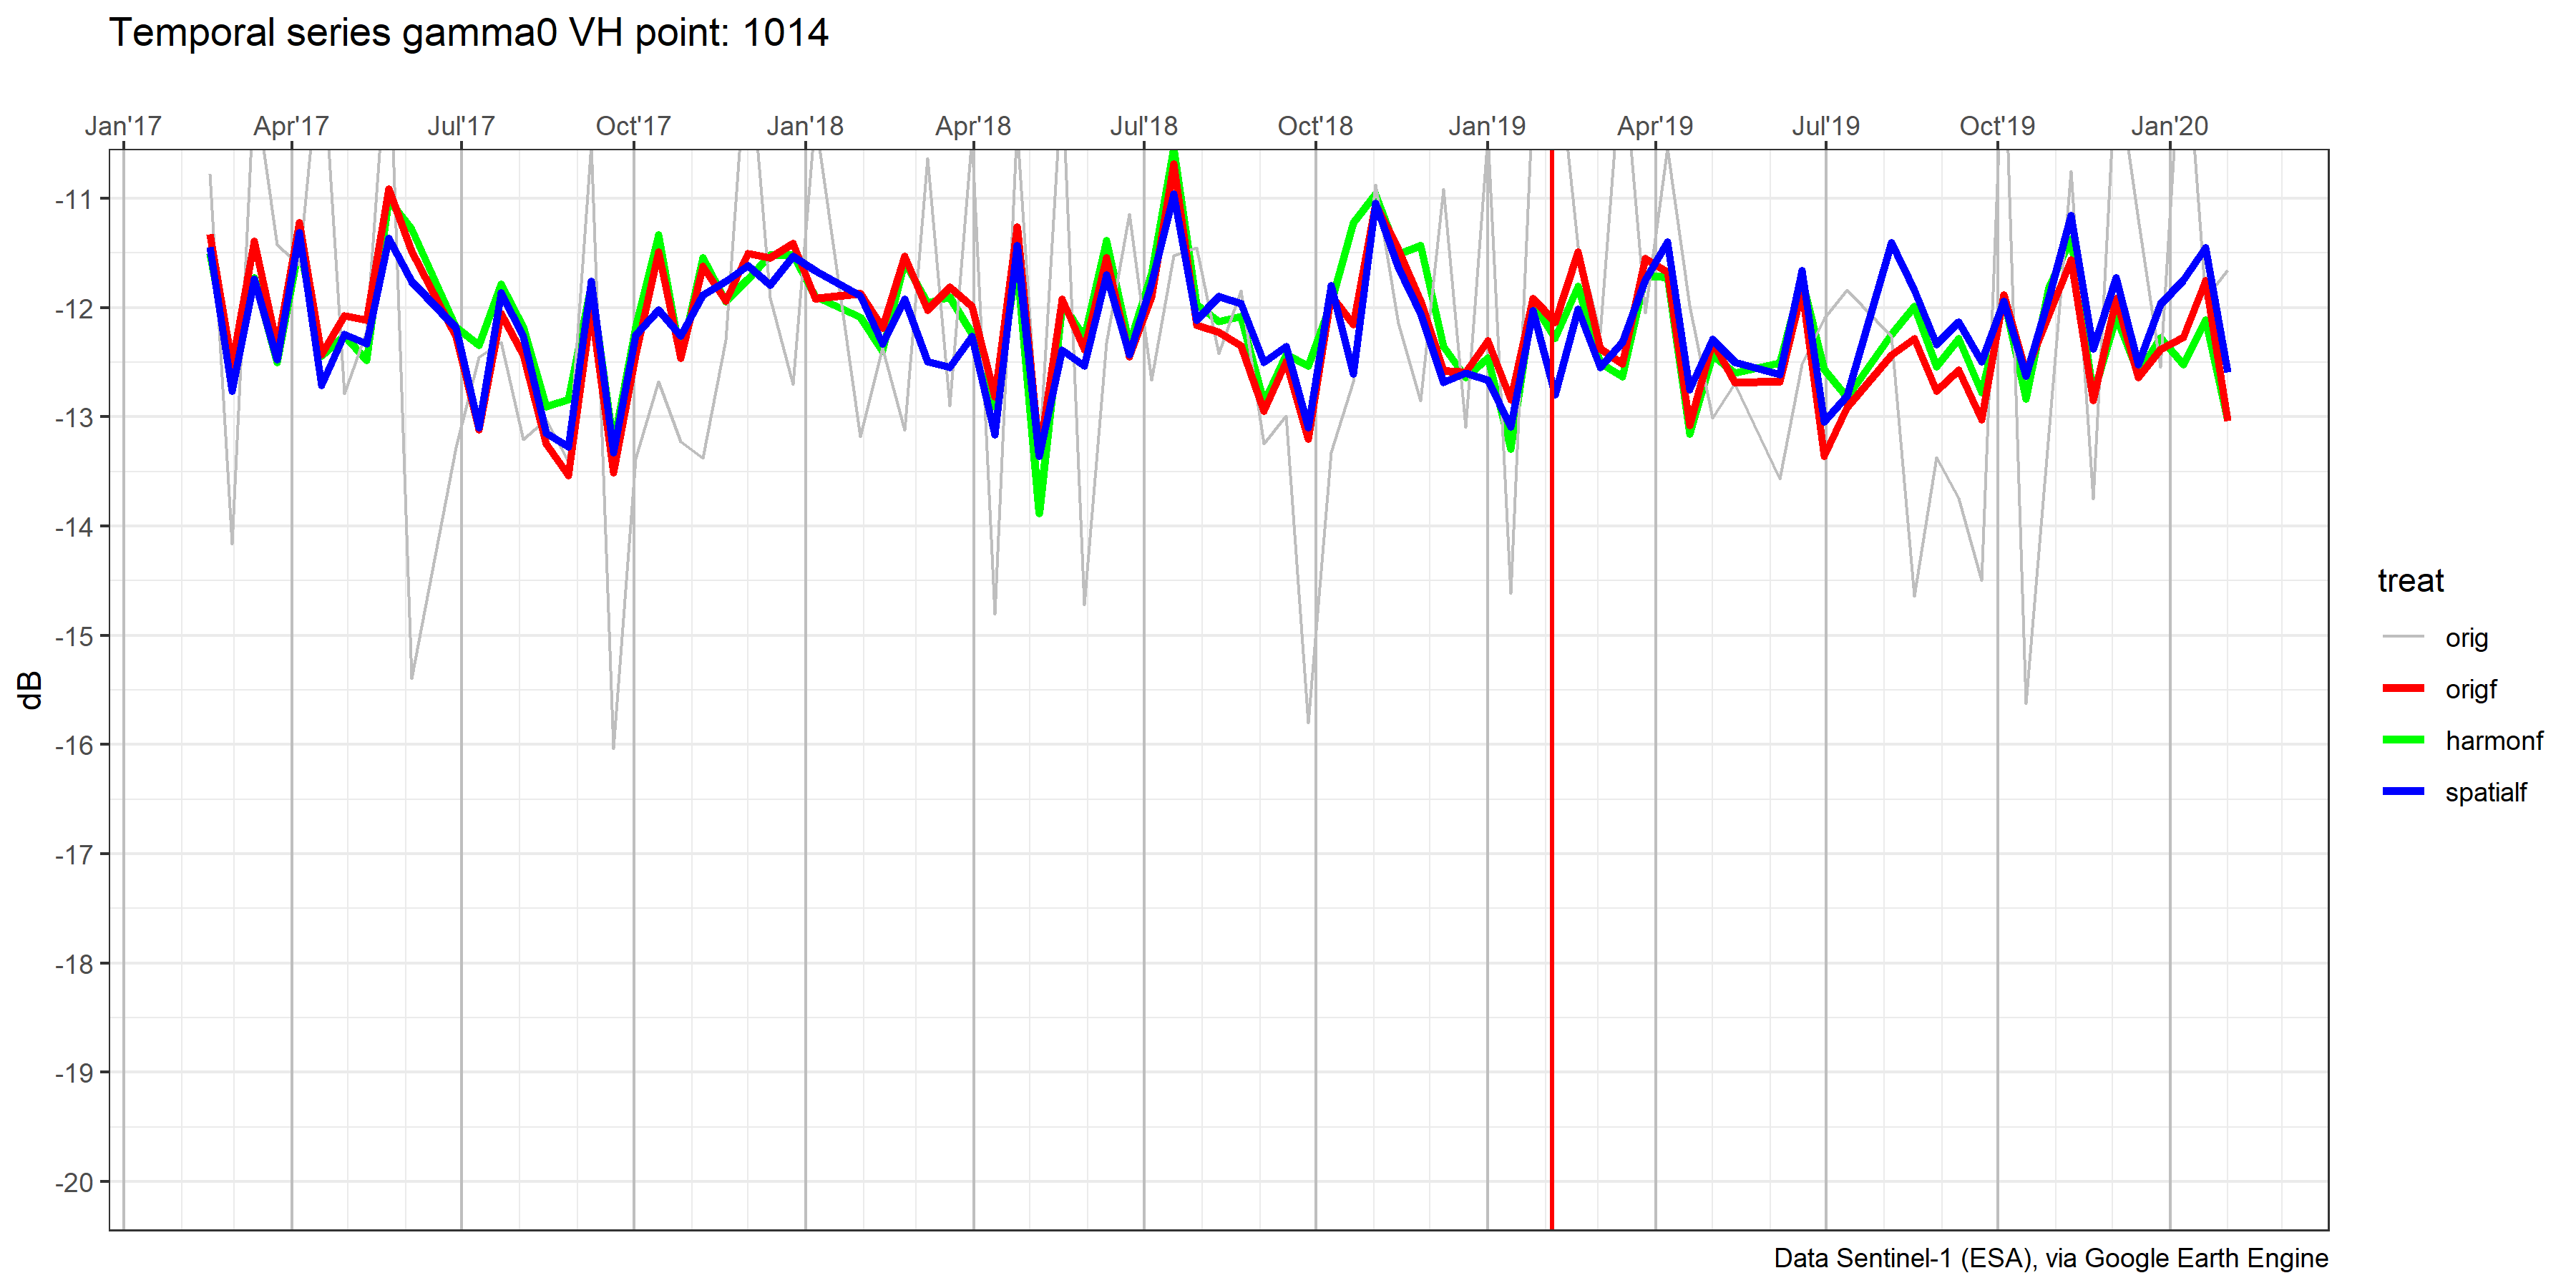 Temporal series gamma0 VH point: 1014
Jan'17 Apr'17 Jul'17 Oct'17 Jan'18 Apr'18 Jul'18 Oct'18 Jan'19 Apr'19 Jul'19 Oct'19 Jan'20
-11
-12
-13
-14
-15
-16
-17
-18
-19
-20
dB
treat
orig
origf
harmonf
spatialf
Data Sentinel-1 (ESA), via Google Earth Engine